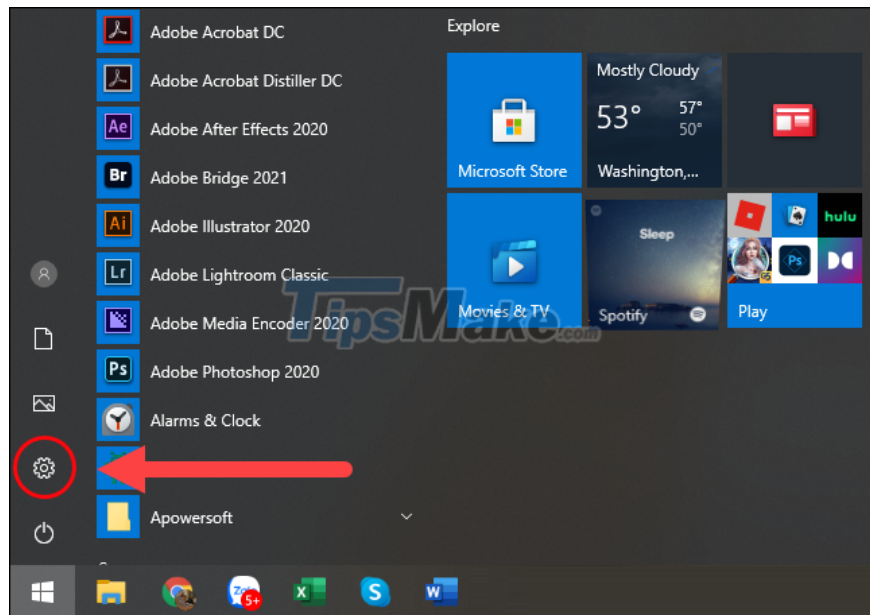 Adobe Acrobat DC
Adobe Acrobat Distiller DC
Ae
Adobe After Effects 2020
Br
Adobe Bridge 2021
Ai
Adobe Illustrator 2020
Lr
Adobe Lightroom Classic
Adobe Media Encoder 2020
Ps
Adobe Photoshop 2020
Alarms & Clock
Apowersoft
Explore
Microsoft Store
Mostly Cloudy
53° 57°
50°
Washington,...
Movies & TV
Sleep
Spotify
hulu
Ps
Play
TipsMake.com
Zalo
5+
X
S
W